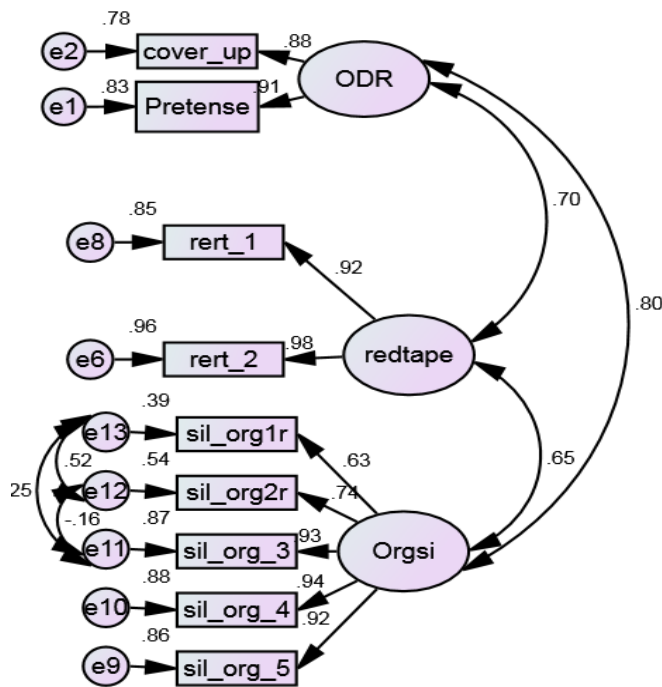 .78
e2 cover_up .88 ODR
.83 .91
e1 Pretense
.70
.85
e8 rert_1
.92
.80
.96
e6 rert_2 .98 redtape
.39
e13 sil_org1r
.63
.52 .54
e12 sil_org2r .74
.65
25
-.16 .87
e11 sil_org_3 .93 Orgsi
.88
e10 sil_org_4 .94
.92
.86
e9 sil_org_5